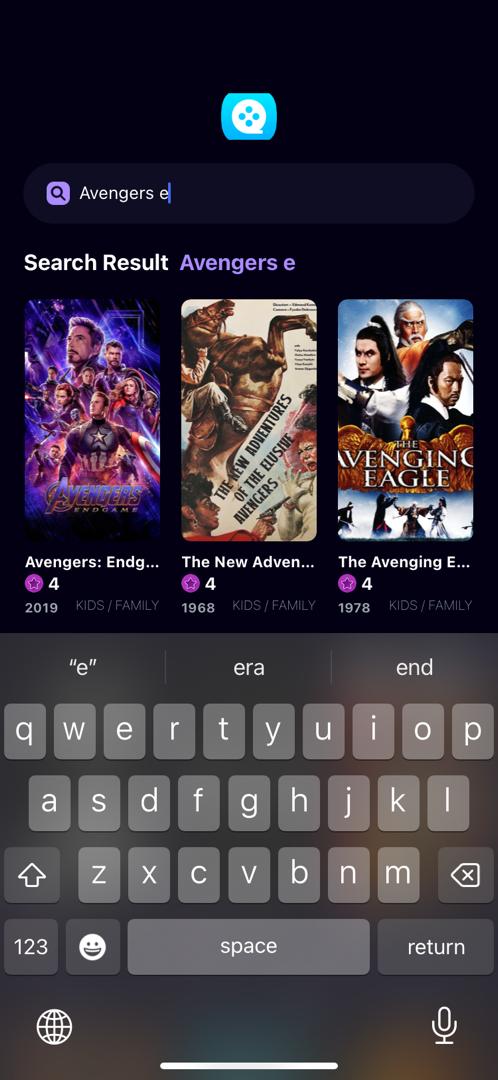 Avengers e
Search Result Avengers e
AVENGERS
ENDGAME
THE NEW ADVENTURES
OF THE ELUSIVE
AVENGERS
THE
AVENGING
EAGLE
Avengers: Endg... The New Adven... The Avenging E...
4 4 4
2019 KIDS / FAMILY 1968 KIDS / FAMILY 1978 KIDS / FAMILY
“e” era end
q w e r t y u i o p
a s d f g h j k l
z x c v b n m
123 space return